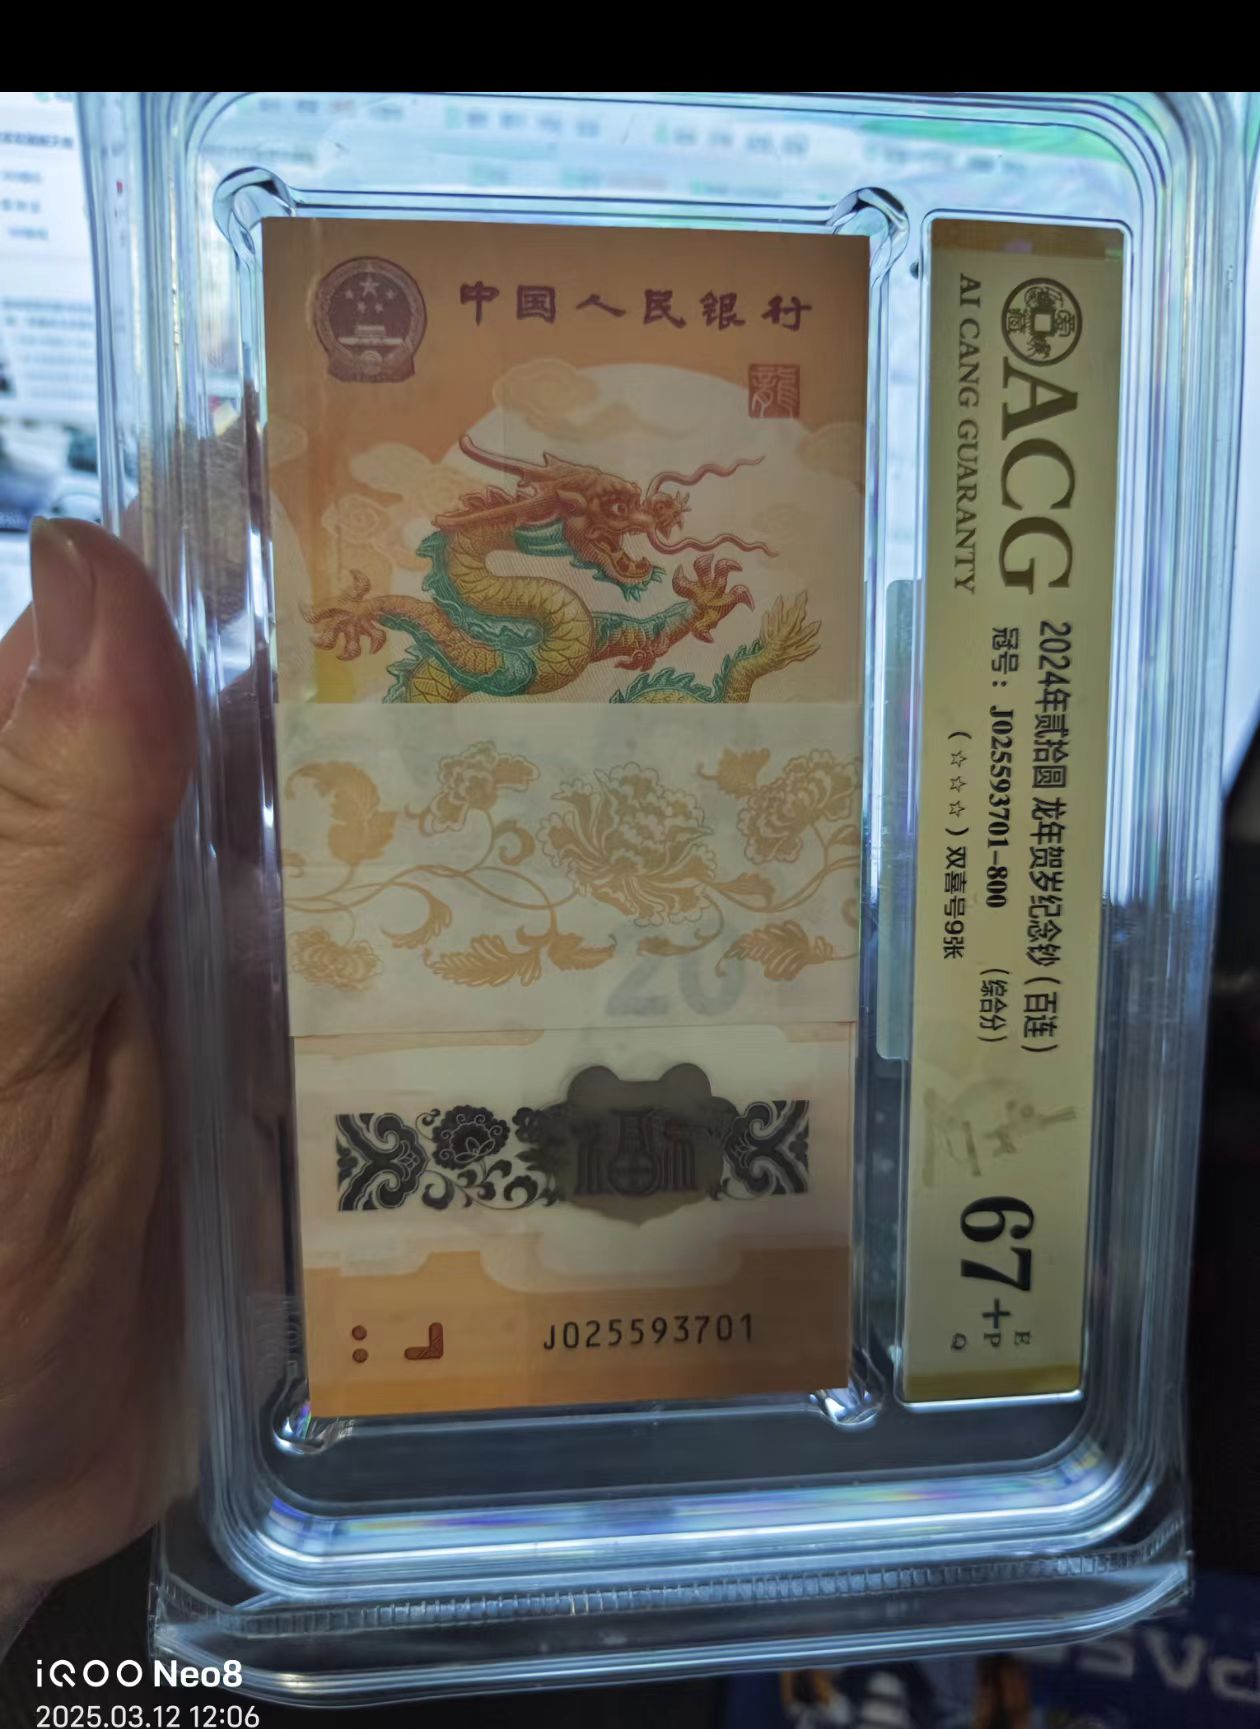 中国人民银行
龍
20
J025593701
ACG
AI CANG GUARANTY
2024年贰拾圆 龙年贺岁纪念钞（百连）
冠号：J025593701-800 （综合分）
（☆☆☆）双喜号9张
67+
E
P
Q
iQOO Neo8
2025.03.12 12:06